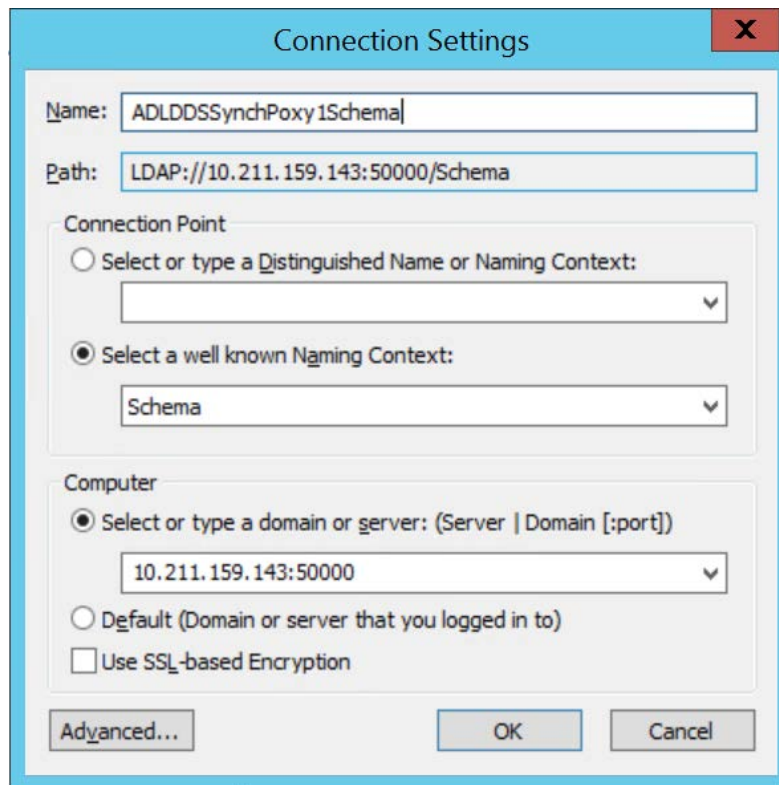 Connection Settings
X
Name: ADLDDSSynchPoxy1Schema
Path: LDAP://10.211.159.143:50000/Schema
Connection Point
Select or type a Distinguished Name or Naming Context:
Select a well known Naming Context:
Schema
Computer
Select or type a domain or server: (Server | Domain [:port])
10.211.159.143:50000
Default (Domain or server that you logged in to)
Use SSL-based Encryption
Advanced... OK Cancel